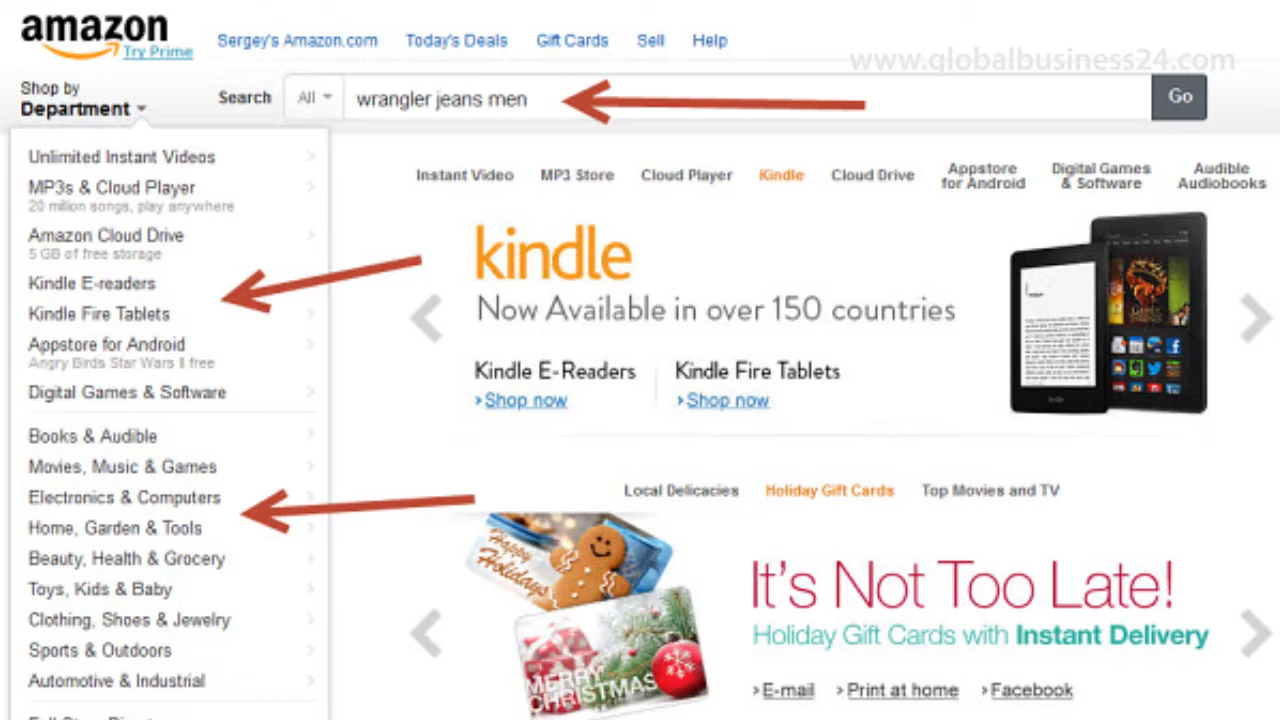 amazon
Try Prime
Sergey's Amazon.com Today's Deals Gift Cards Sell Help
www.globalbusiness24.com
Shop by
Department
Search All wrangler jeans men Go
Unlimited Instant Videos
MP3s & Cloud Player
20 million songs, play anywhere
Amazon Cloud Drive
5 GB of free storage
Kindle E-readers
Kindle Fire Tablets
Appstore for Android
Angry Birds Star Wars II free
Digital Games & Software
Books & Audible
Movies, Music & Games
Electronics & Computers
Home, Garden & Tools
Beauty, Health & Grocery
Toys, Kids & Baby
Clothing, Shoes & Jewelry
Sports & Outdoors
Automotive & Industrial
Instant Video MP3 Store Cloud Player Kindle Cloud Drive Appstore for Android Digital Games & Software Audible Audiobooks
kindle
Now Available in over 150 countries
Kindle E-Readers Kindle Fire Tablets
›Shop now ›Shop now
kindle
Local Delicacies Holiday Gift Cards Top Movies and TV
Happy
Holidays
MERRY
CHRISTMAS
It's Not Too Late!
Holiday Gift Cards with Instant Delivery
›E-mail ›Print at home ›Facebook